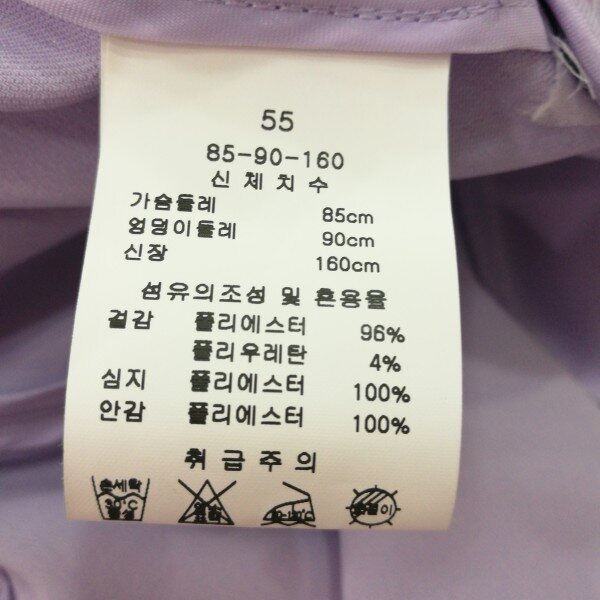 55
85-90-160
신체치수
가슴둘레 85cm
엉덩이둘레 90cm
신장 160cm
섬유의조성 및 혼용율
겉감 폴리에스터 96%
폴리우레탄 4%
심지 폴리에스터 100%
안감 폴리에스터 100%
취급주의
손세탁
30°C